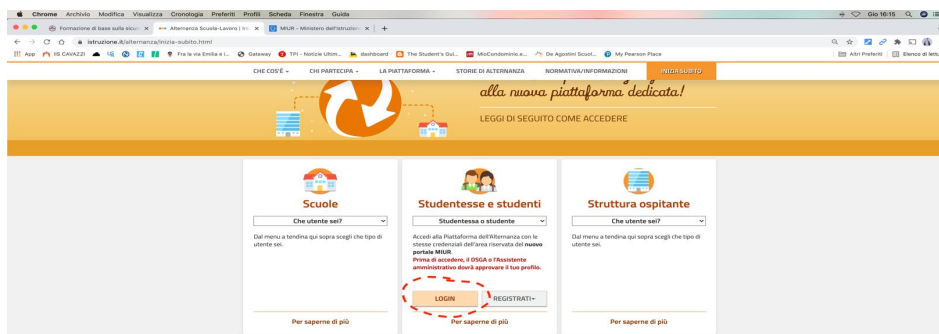 Chrome Archivio Modifica Visualizza Cronologia Preferiti Profili Scheda Finestra Guida
Gio 16:15
Formazione di base sulla sicur
Alternanza Scuola-Lavoro | Ini
MIUR - Ministero dell'istruzion
istruzione.it/alternanza/inizia-subito.html
App
IIS CAVAZZI
Fra la via Emilia e i...
Gateway
TPI - Notizie Ultim...
dashboard
The Student's Gui...
MioCondominio.e...
De Agostini Scuol...
My Pearson Place
Altri Preferiti
Elenco di lett
CHE COS'È
CHI PARTECIPA
LA PIATTAFORMA
STORIE DI ALTERNANZA
NORMATIVA/INFORMAZIONI
INIZIA SUBITO
alla nuova piattaforma dedicata!
LEGGI DI SEGUITO COME ACCEDERE
Scuole
Che utente sei?
Dal menu a tendina qui sopra scegli che tipo di
utente sei.
Per saperne di più
Studentesse e studenti
Studentessa o studente
Accedi alla Piattaforma dell'Alternanza con le
stesse credenziali dell'area riservata del nuovo
portale MIUR.
Prima di accedere, il DSGA o l'Assistente
amministrativo dovrà approvare il tuo profilo.
LOGIN
REGISTRATI
Per saperne di più
Struttura ospitante
Che utente sei?
Dal menu a tendina qui sopra scegli che tipo di
utente sei.
Per saperne di più